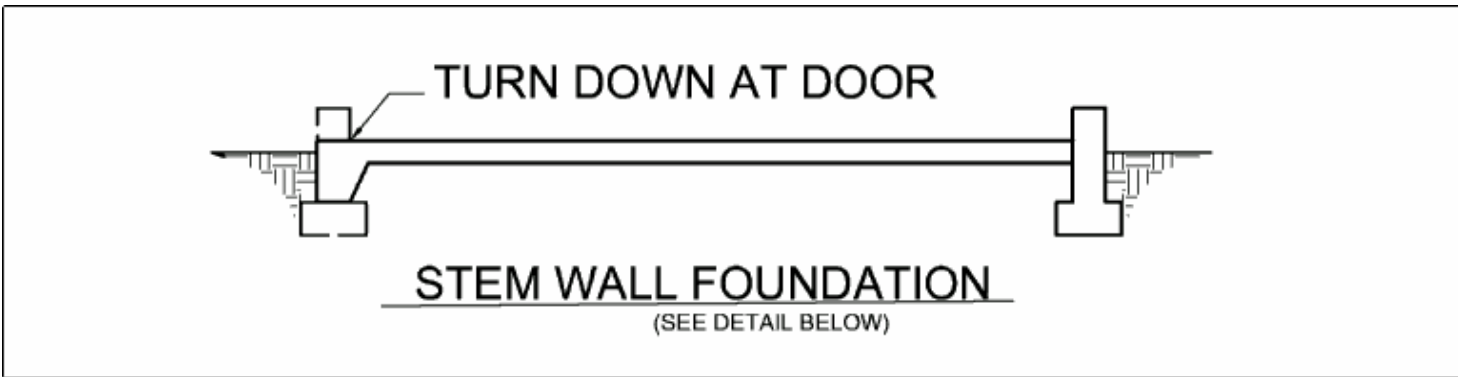 TURN DOWN AT DOOR
STEM WALL FOUNDATION
(SEE DETAIL BELOW)